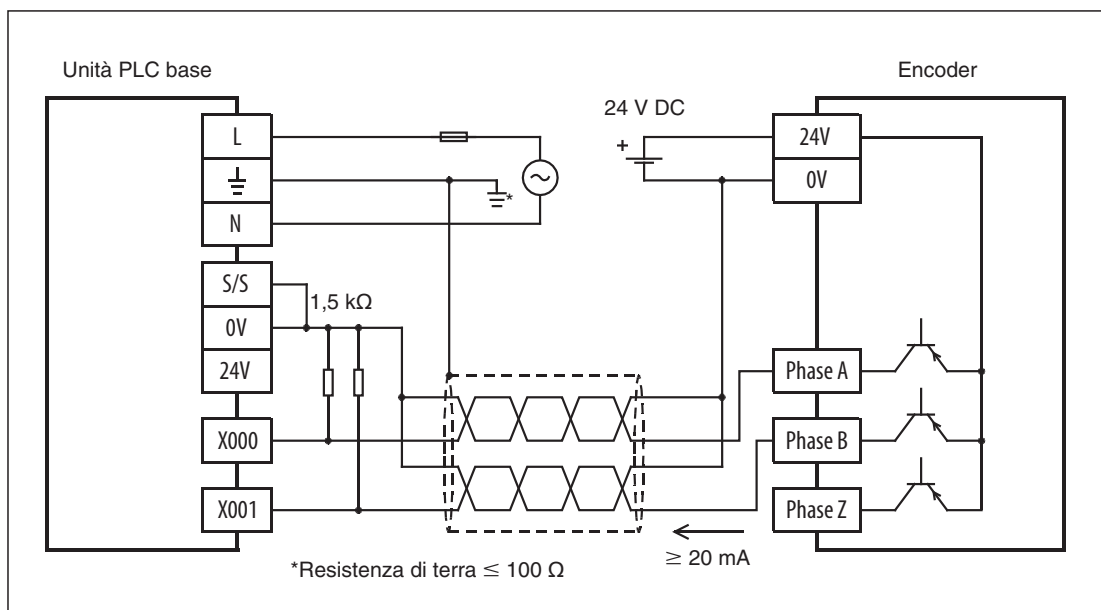 Unità PLC base
Encoder
24 V DC
+
L
N
*
24V
0V
S/S
0V
24V
1,5 kΩ
X000
X001
Phase A
Phase B
Phase Z
≥ 20 mA
*Resistenza di terra ≤ 100 Ω